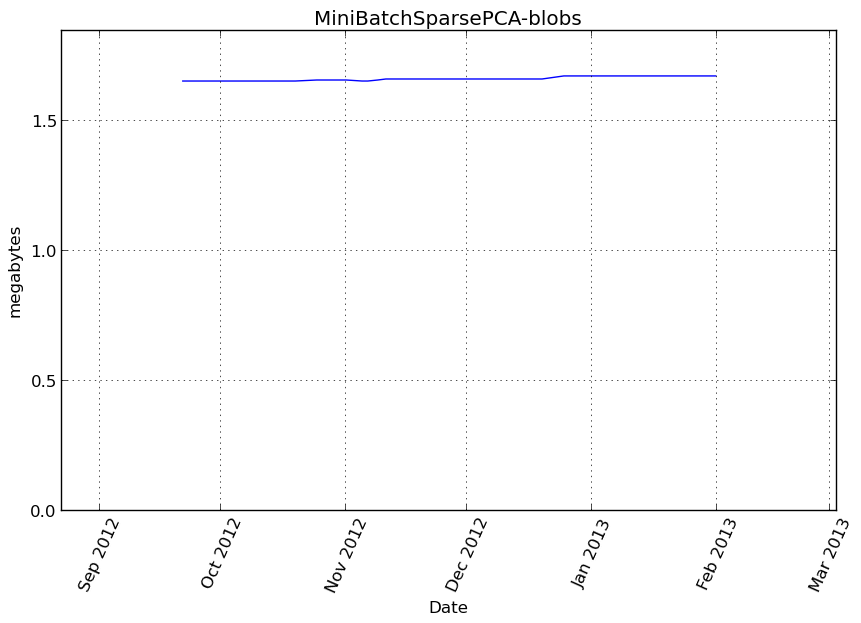 MiniBatchSparsePCA-blobs
megabytes
1.5
1.0
0.5
0.0
Sep 2012
Oct 2012
Nov 2012
Dec 2012
Jan 2013
Feb 2013
Mar 2013
Date